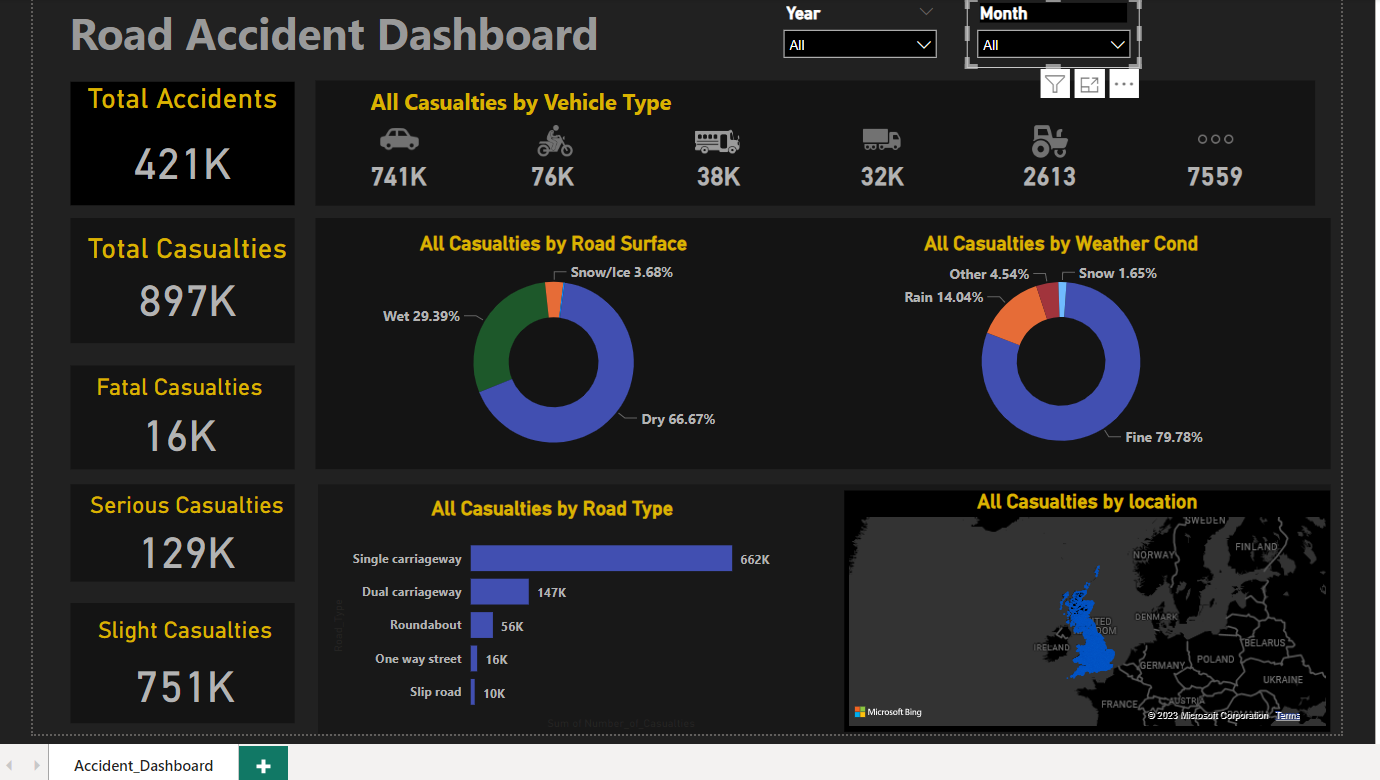 Road Accident Dashboard
Year
All
Month
All
Total Accidents
421K
All Casualties by Vehicle Type
741K
76K
38K
32K
2613
7559
Total Casualties
897K
All Casualties by Road Surface
Snow/Ice 3.68%
Wet 29.39%
Dry 66.67%
All Casualties by Weather Cond
Other 4.54%
Snow 1.65%
Rain 14.04%
Fine 79.78%
Fatal Casualties
16K
Serious Casualties
129K
Slight Casualties
751K
All Casualties by Road Type
Road_Type
Single carriageway
662K
Dual carriageway
147K
Roundabout
56K
One way street
16K
Slip road
10K
Sum of Number_of_Casualties
All Casualties by location
SWEDEN
FINLAND
NORWAY
DENMARK
IRELAND
BELARUS
POLAND
GERMANY
UKRAINE
FRANCE
AUSTRIA
Microsoft Bing
© 2023 Microsoft Corporation Terms
Accident_Dashboard